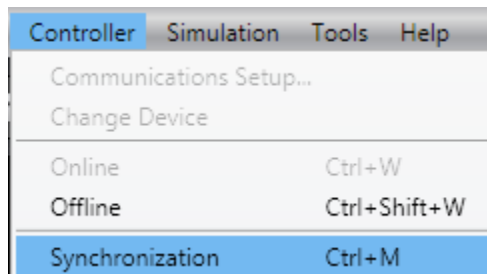 Controller Simulation Tools Help
Communications Setup...
Change Device
Online Ctrl+W
Offline Ctrl+Shift+W
Synchronization Ctrl+M